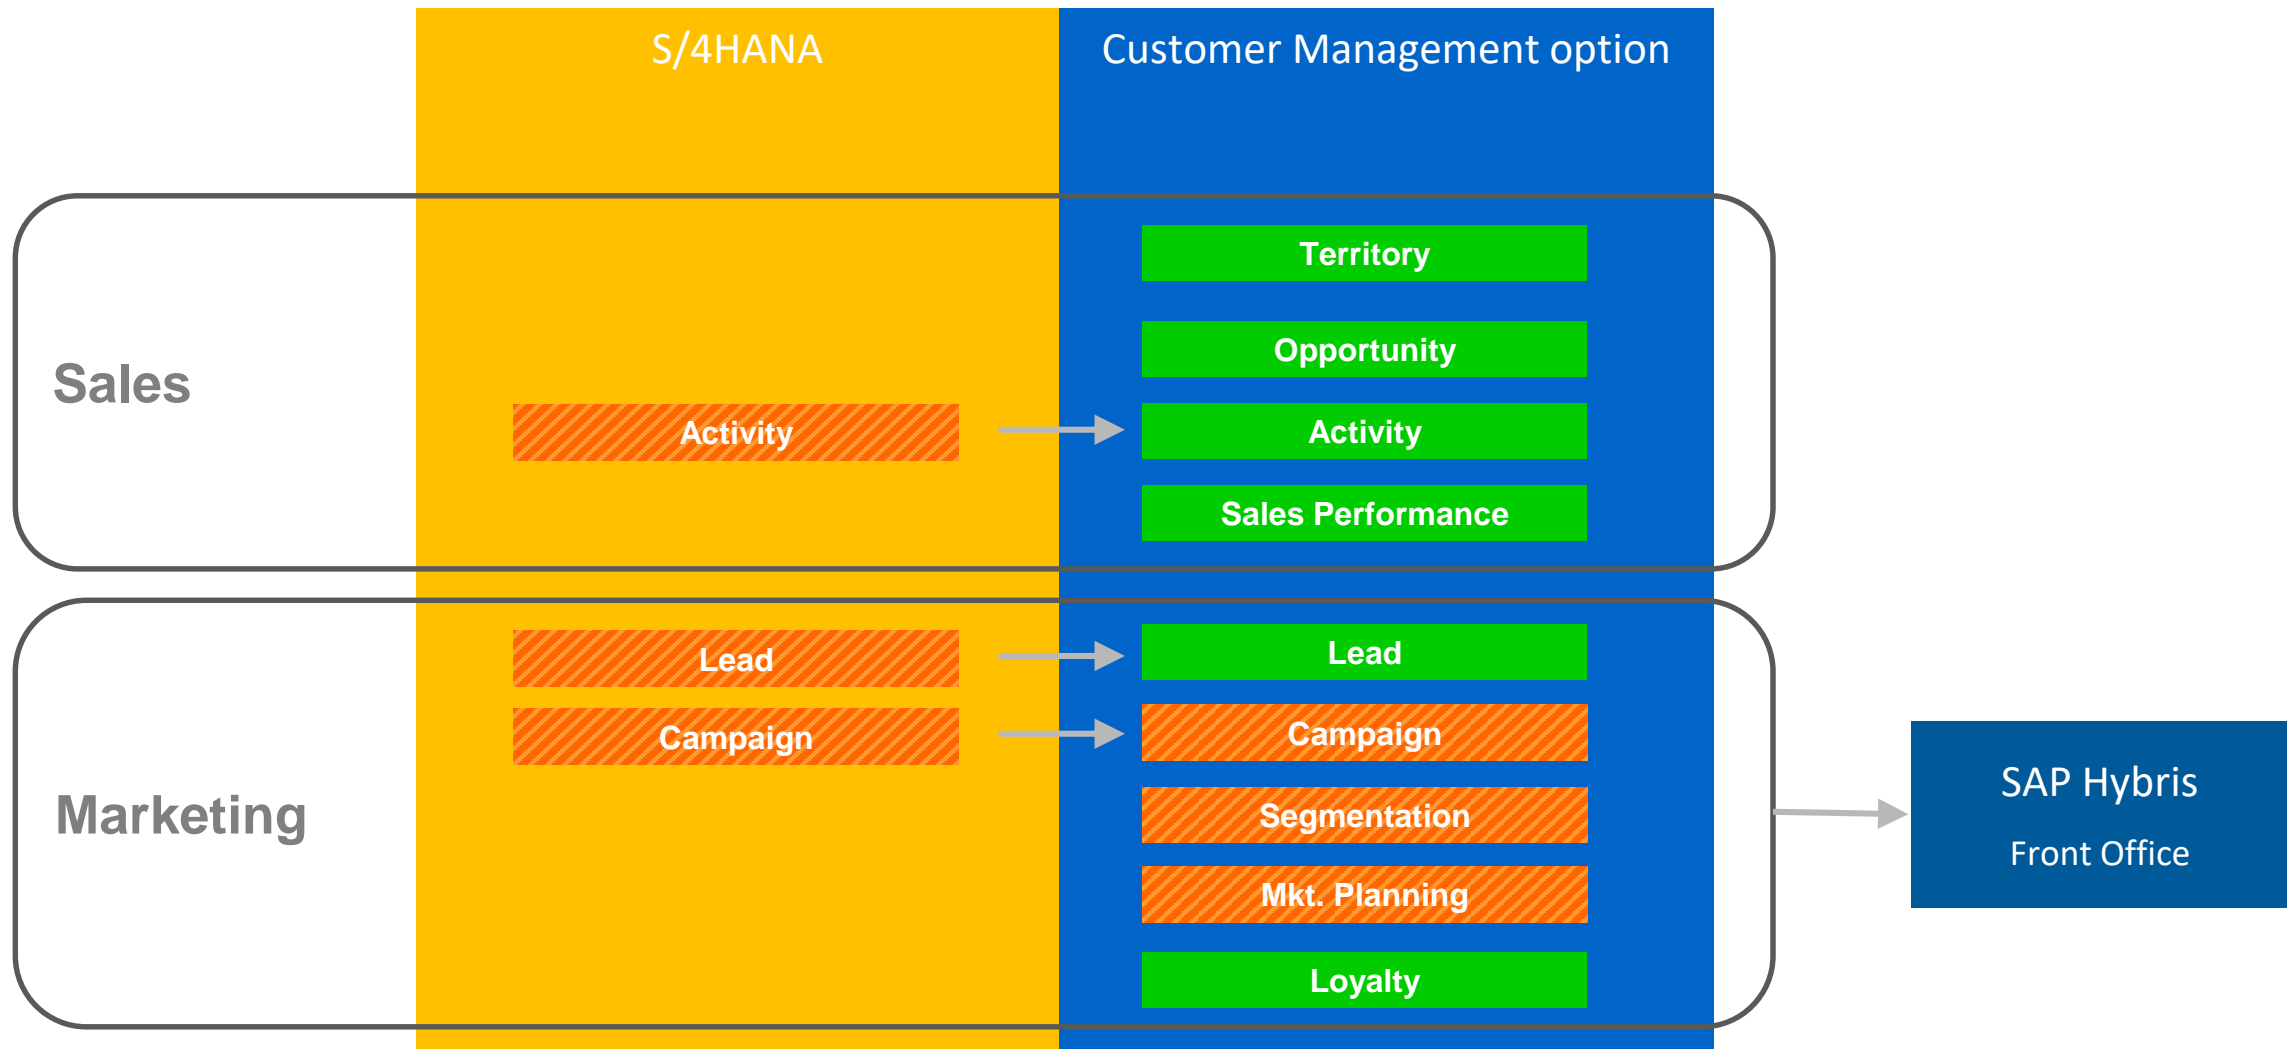 S/4HANA
Customer Management option
Sales
Territory
Opportunity
Activity
Activity
Sales Performance
Marketing
Lead
Lead
Campaign
Campaign
Segmentation
Mkt. Planning
Loyalty
SAP Hybris
Front Office